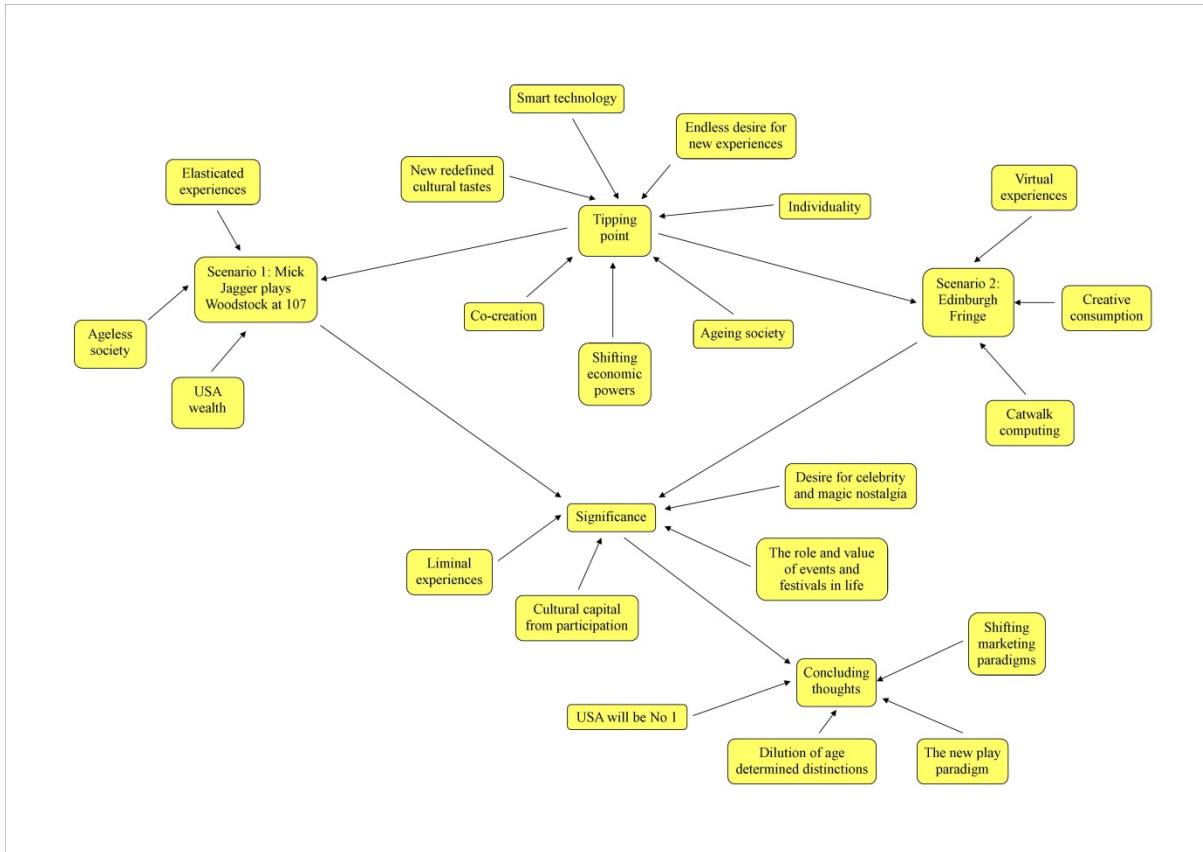 Smart technology
Endless desire for
new experiences
New redefined
cultural tastes
Elasticated
experiences
Virtual
experiences
Individuality
Tipping
point
Scenario 1: Mick
Jagger plays
Woodstock at 107
Scenario 2:
Edinburgh
Fringe
Creative
consumption
Co-creation
Ageing society
Ageless
society
Shifting
economic
powers
USA
wealth
Catwalk
computing
Desire for celebrity
and magic nostalgia
Significance
The role and value
of events and
festivals in life
Liminal
experiences
Cultural capital
from participation
Shifting
marketing
paradigms
Concluding
thoughts
USA will be No 1
Dilution of age
determined distinctions
The new play
paradigm